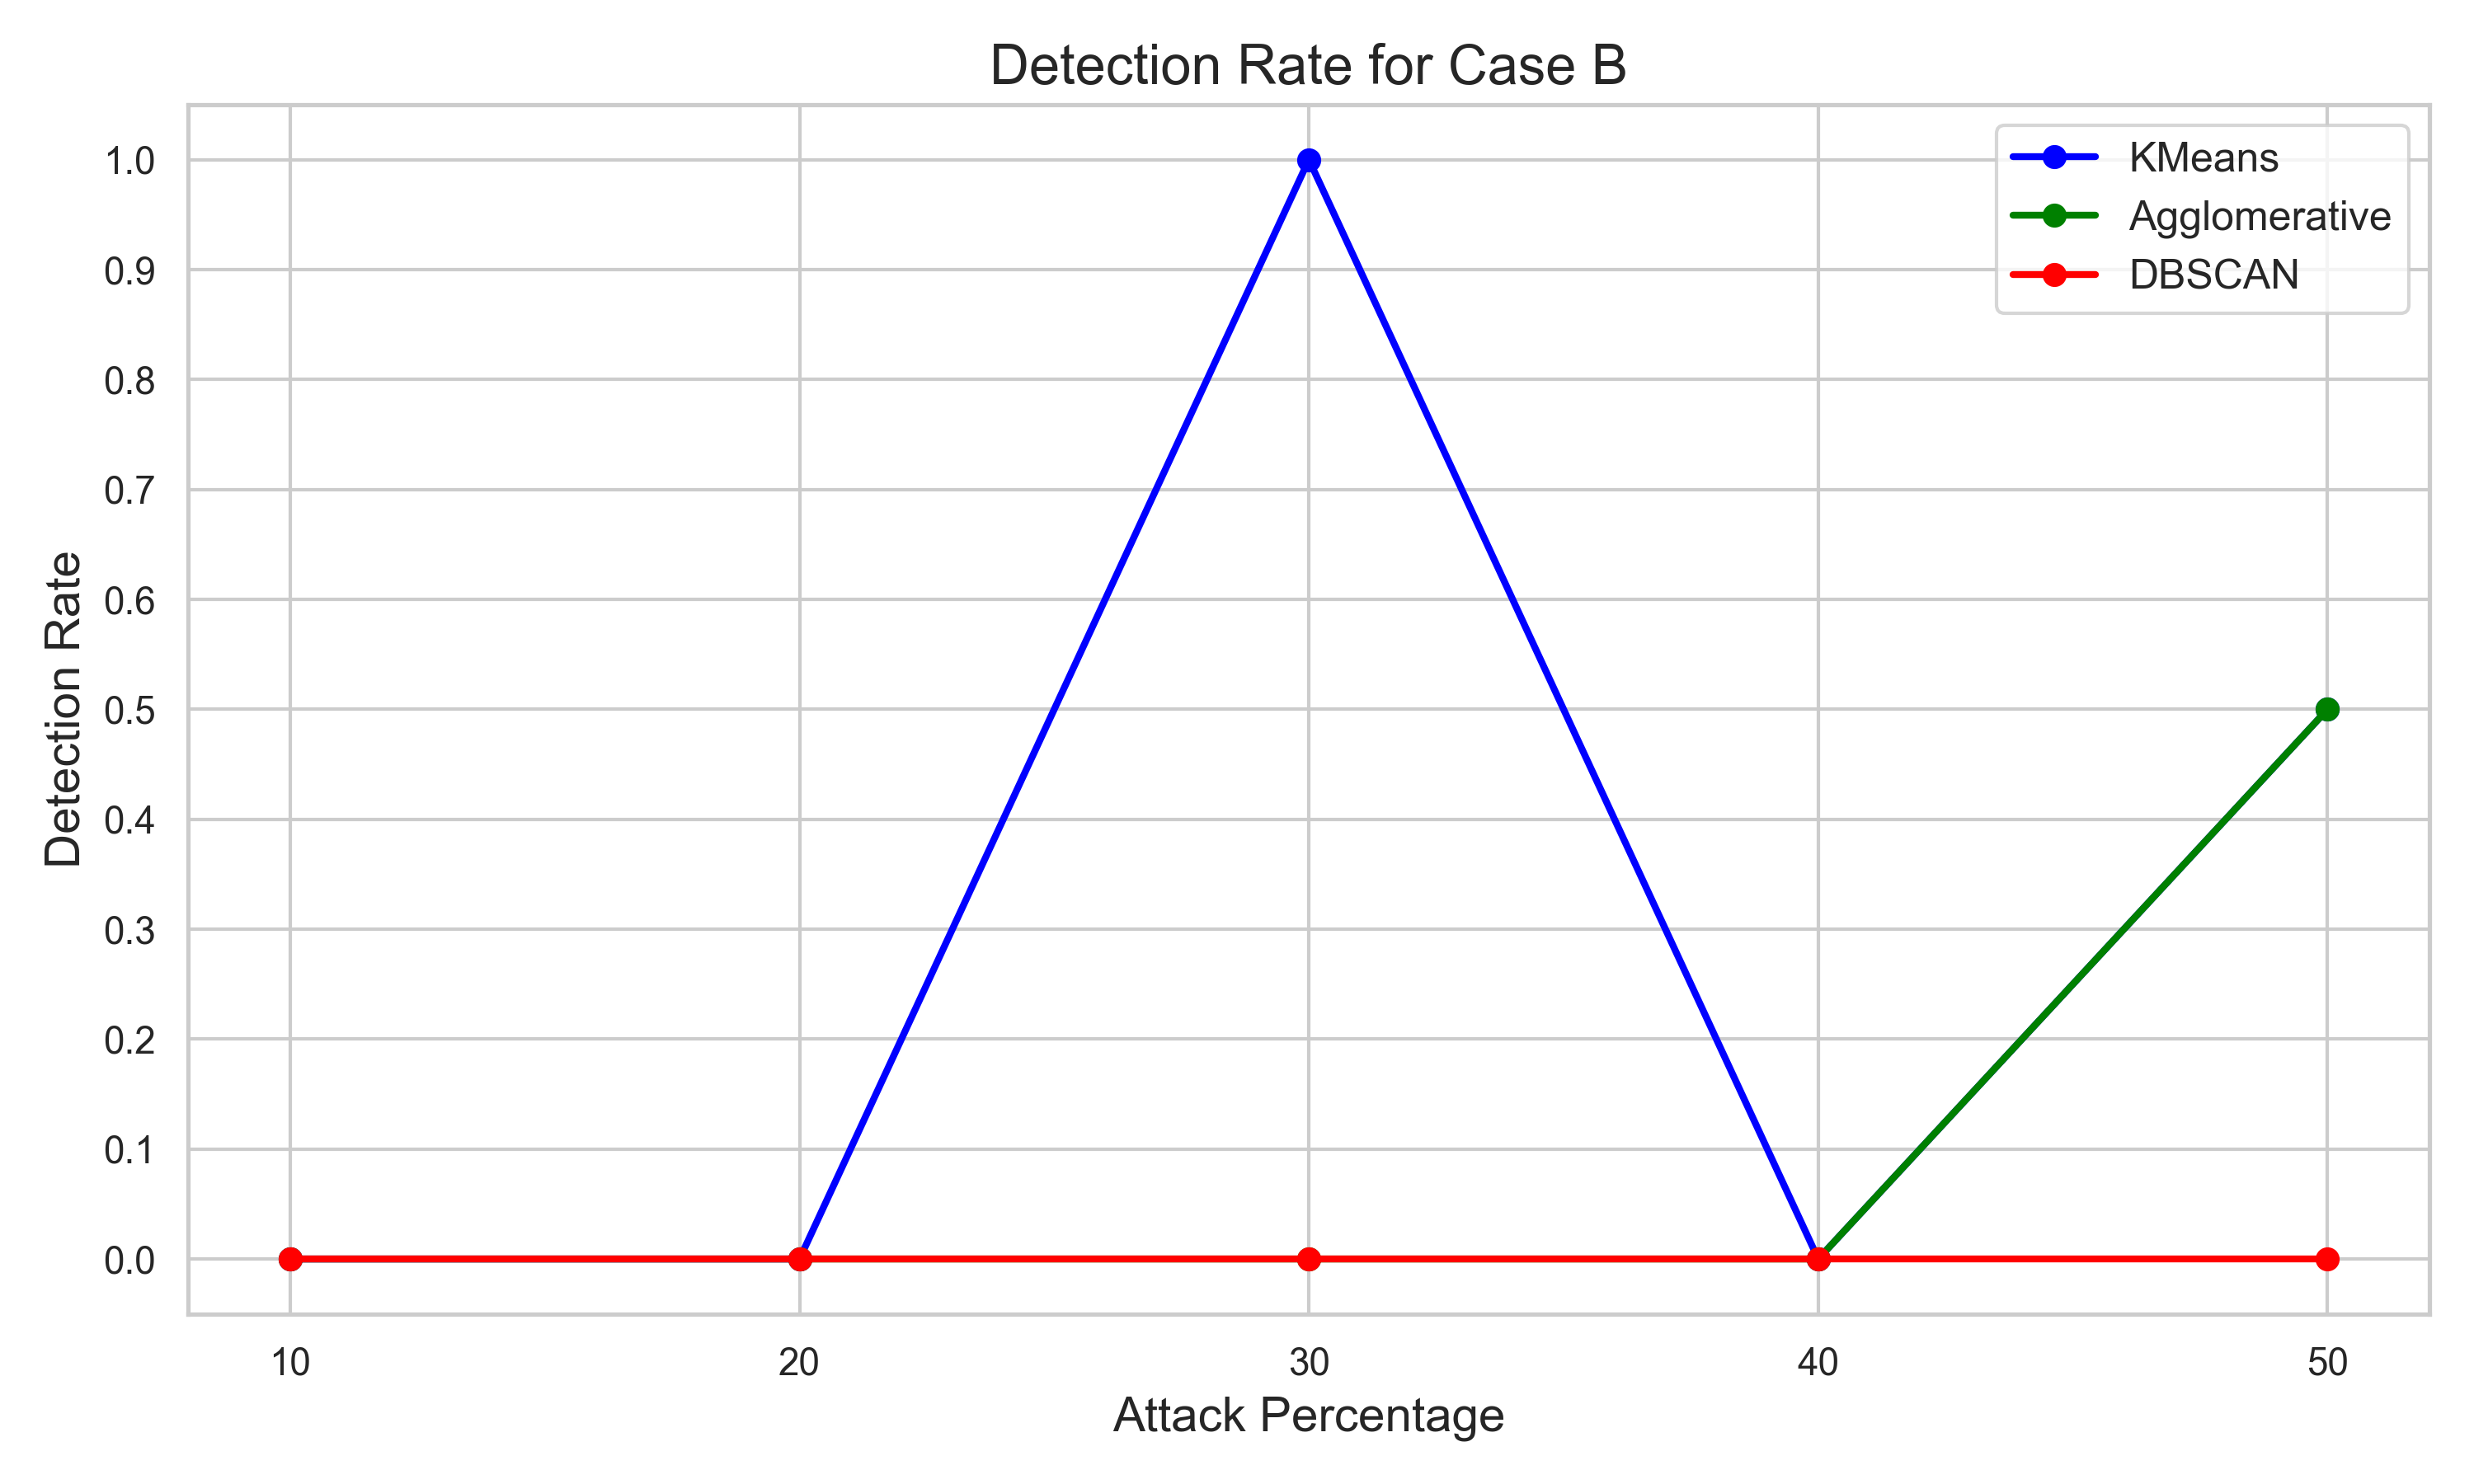 Detection Rate for Case B
KMeans
Agglomerative
DBSCAN
Detection Rate
1.0
0.9
0.8
0.7
0.6
0.5
0.4
0.3
0.2
0.1
0.0
10 20 30 40 50
Attack Percentage